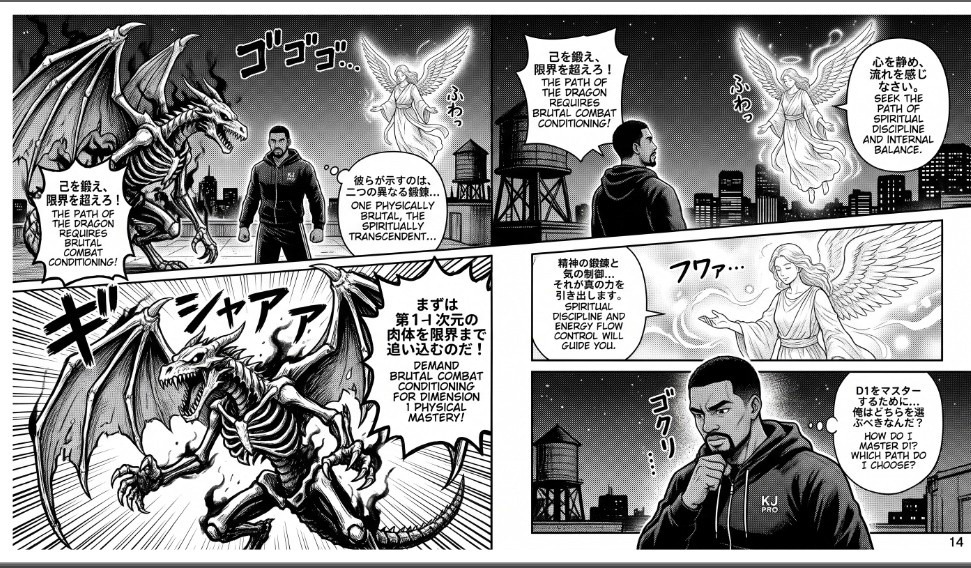 ゴゴゴ...
ふわっ
己を鍛え、
限界を超えろ!
THE PATH OF
THE DRAGON
REQUIRES
BRUTAL
COMBAT
CONDITIONING!
KJ
彼らが示すのは、
二つの異なる鍛錬...
ONE PHYSICALLY
BRUTAL, THE
SPIRITUALLY
TRANSCENDENT...
己を鍛え、
限界を超えろ!
THE PATH OF
THE DRAGON
REQUIRES
BRUTAL COMBAT
CONDITIONING!
ふわっ
心を静め、
流れを感じ
なさい。
SEEK THE
PATH OF
SPIRITUAL
DISCIPLINE
AND INTERNAL
BALANCE.
ギシャアァ
まずは
第1-I次元の
肉体を限界まで
追い込むのだ!
DEMAND
BRUTAL COMBAT
CONDITIONING
FOR DIMENSION
1 PHYSICAL
MASTERY!
精神の鍛錬と
気の制御...
それが真の力を
引き出します。
SPIRITUAL
DISCIPLINE AND
ENERGY FLOW
CONTROL WILL
GUIDE YOU.
フワァ...
ゴクリ...
D1をマスター
するために...
俺はどちらを選
ぶべきなんだ?
HOW DO I
MASTER D1?
WHICH PATH DO
I CHOOSE?
KJ
PRO
14